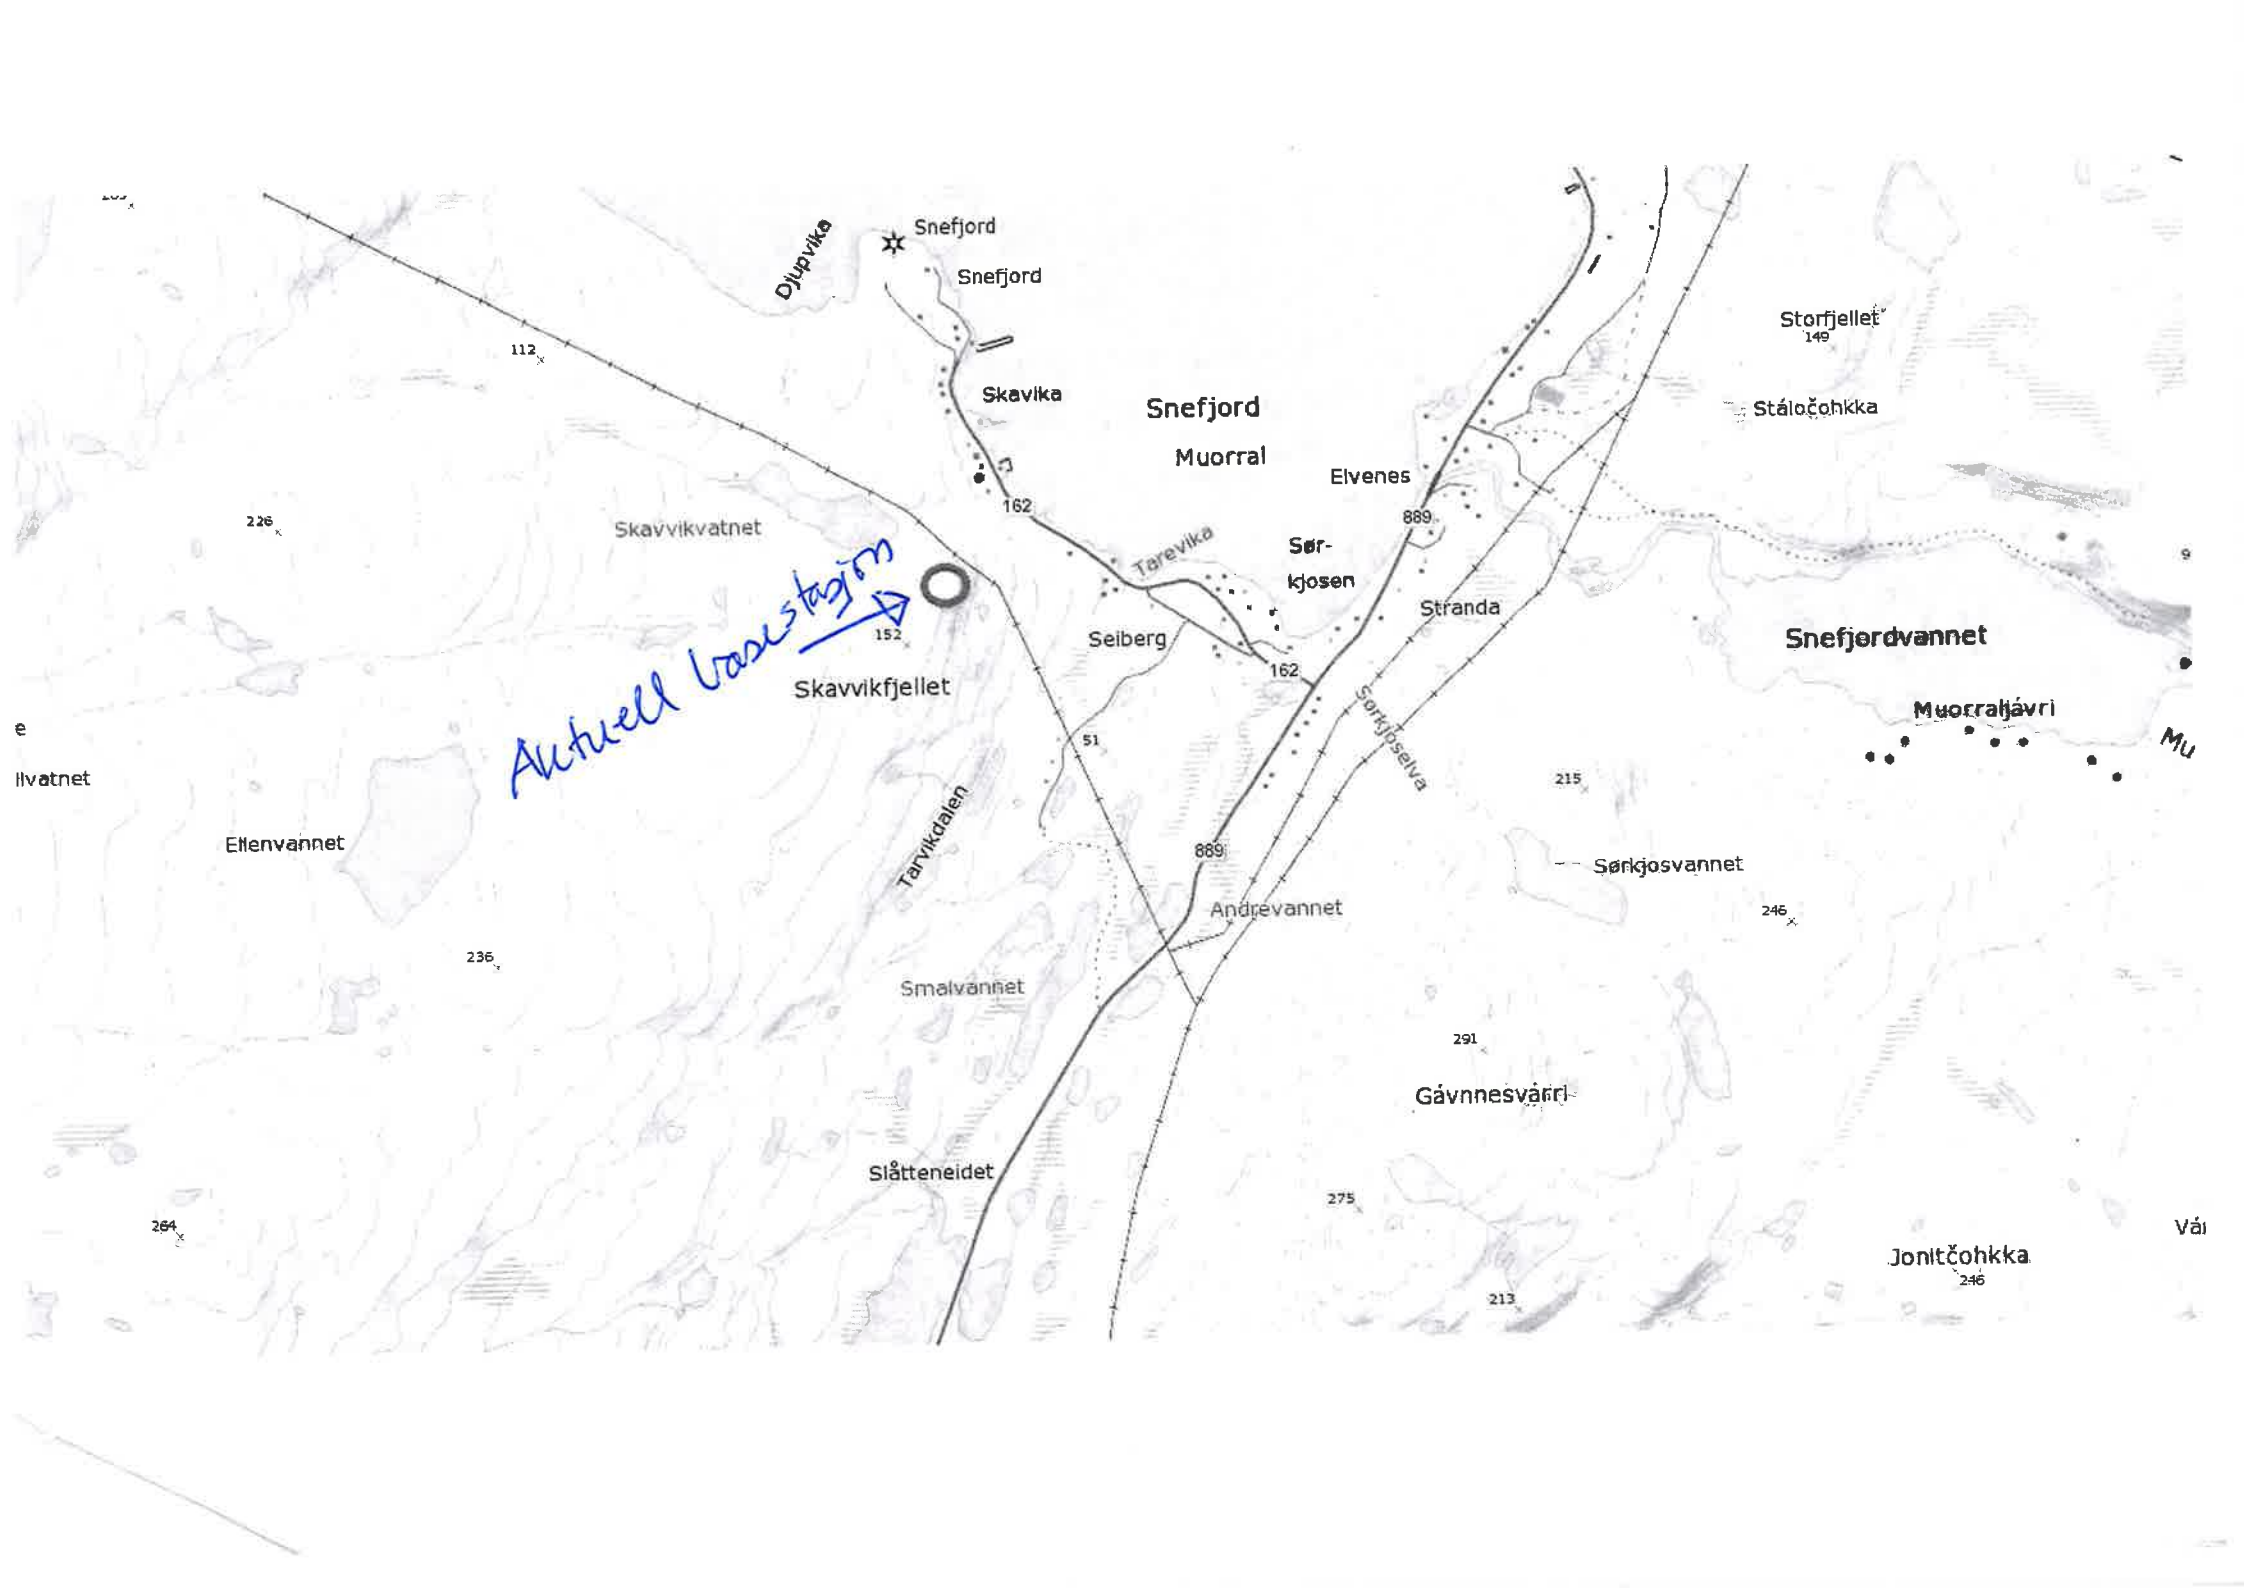 Djupvika
Snefjord
Snefjord
112
Storfjellet
149
Skavika
Snefjord
Muorral
Stáločohkka
Elvenes
162
889
226
Skavvikvatnet
Tarevika
Sør-
kjosen
9
Aktuell basestasjon
152
Seiberg
Stranda
Snefjordvannet
162
Skavvikfjellet
Sørkjoselva
Muorraljávri
Mu
e
llvatnet
51
215
Ellenvannet
Tarvikdalen
889
Sørkjosvannet
Andrevannet
246
236
Smalvannet
291
Gávnnesvárri
Slåtteneidet
275
264
Vái
Jonitčohkka
246
213